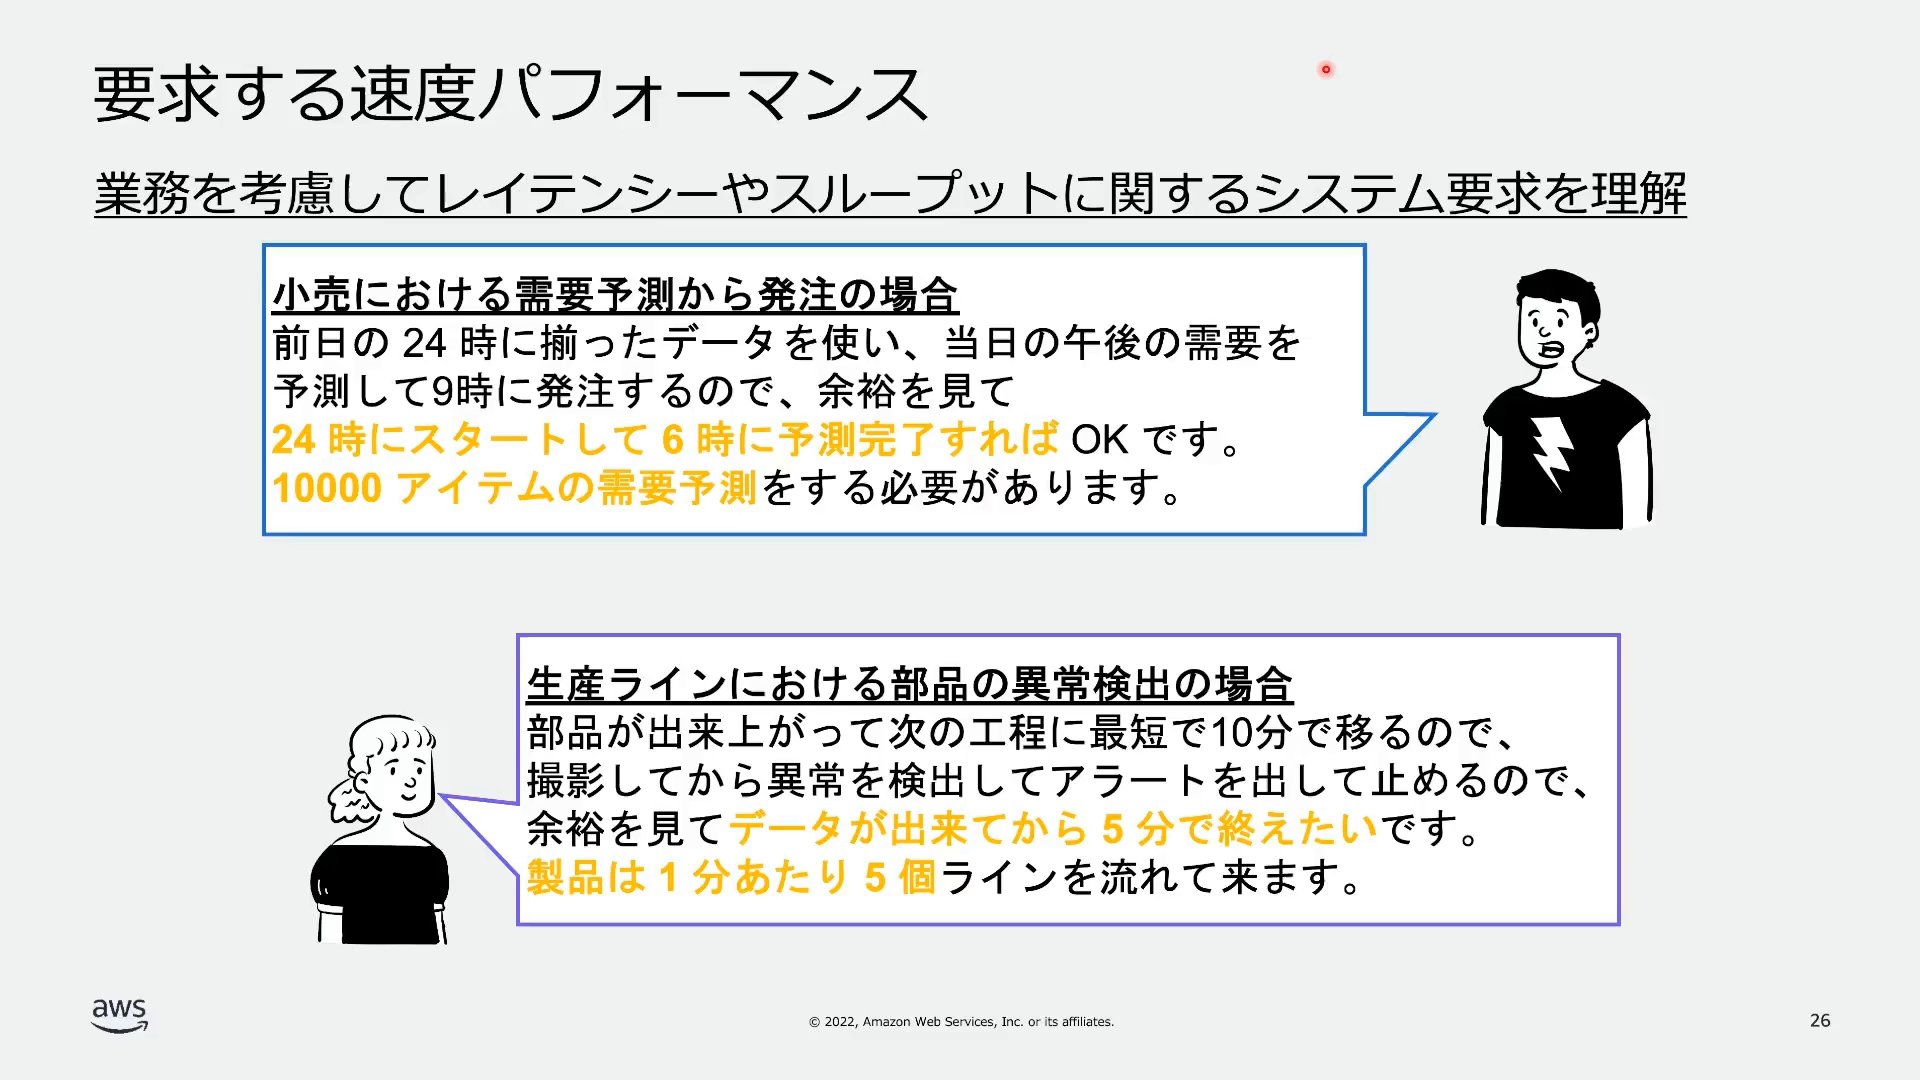 要求する速度パフォーマンス
業務を考慮してレイテンシーやスループットに関するシステム要求を理解
小売における需要予測から発注の場合
前日の 24 時に揃ったデータを使い、当日の午後の需要を
予測して9時に発注するので、余裕を見て
24 時にスタートして 6 時に予測完了すれば OK です。
10000 アイテムの需要予測をする必要があります。
生産ラインにおける部品の異常検出の場合
部品が出来上がって次の工程に最短で10分で移るので、
撮影してから異常を検出してアラートを出して止めるので、
余裕を見てデータが出来てから 5 分で終えたいです。
製品は 1 分あたり 5 個ラインを流れて来ます。
aws
© 2022, Amazon Web Services, Inc. or its affiliates.
26